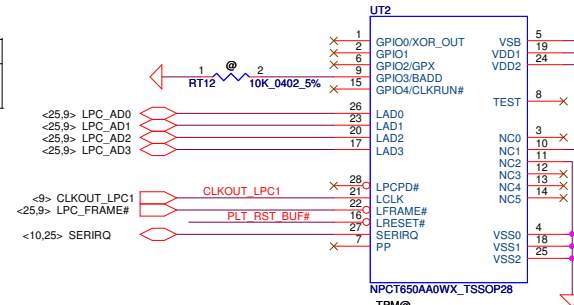 UT2
1 GPIO0/XOR_OUT VSB 5
2 GPIO1 VDD1 19
6 GPIO2/GPX VDD2 24
1 @ 2 9 GPIO3/BADD
RT12 10K_0402_5% 15 GPIO4/CLKRUN#
TEST 8
<25,9> LPC_AD0 26 LAD0
<25,9> LPC_AD1 23 LAD1
<25,9> LPC_AD2 20 LAD2
<25,9> LPC_AD3 17 LAD3
NC0 3
NC1 10
NC2 11
NC3 12
NC4 13
NC5 14
28 LPCPD#
<9> CLKOUT_LPC1 CLKOUT_LPC1 21 LCLK
<25,9> LPC_FRAME# 22 LFRAME#
PLT_RST_BUF# 16 LRESET#
<10,25> SERIRQ 27 SERIRQ
7 PP
VSS0 4
VSS1 18
VSS2 25
NPCT650AA0WX_TSSOP28
TPM@